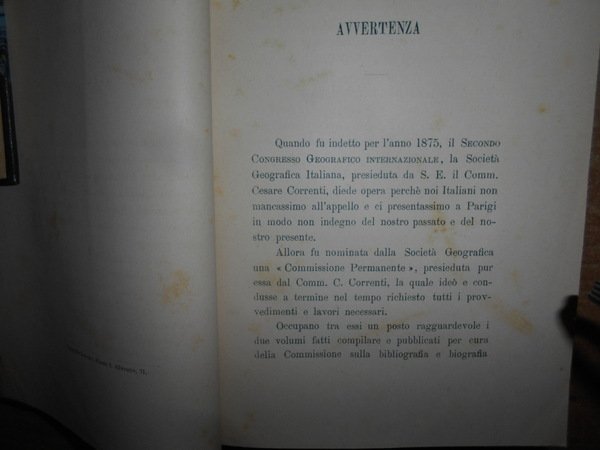 AVVERTENZA
Quando fu indetto per l'anno 1875, il SECONDO
CONGRESSO GEOGRAFICO INTERNAZIONALE, la Società
Geografica Italiana, presieduta da S. E. il Comm.
Cesare Correnti, diede opera perchè noi Italiani non
mancassimo all'appello e ci presentassimo a Parigi
in modo non indegno del nostro passato e del no-
stro presente.
Allora fu nominata dalla Società Geografica
una « Commissione Permanente », presieduta pur
essa dal Comm. C. Correnti, la quale ideò e con-
dusse a termine nel tempo richiesto tutti i prov-
vedimenti e lavori necessari.
Occupano tra essi un posto ragguardevole i
due volumi fatti compilare e pubblicati per cura
della Commissione sulla bibliografia e biografia